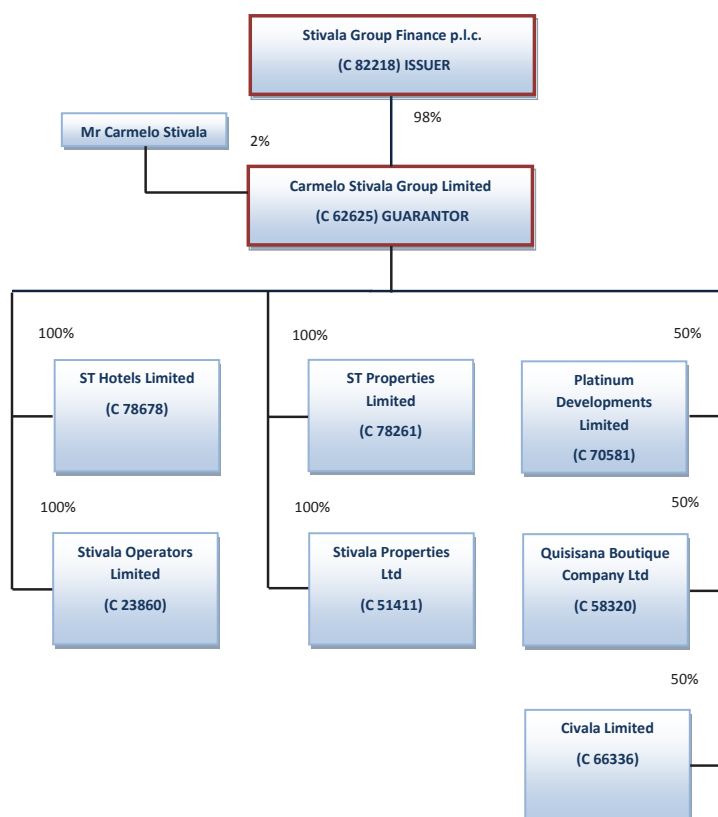 Stivala Group Finance p.l.c.
(C 82218) ISSUER
98%
Mr Carmelo Stivala
2%
Carmelo Stivala Group Limited
(C 62625) GUARANTOR
100%
100%
50%
ST Hotels Limited
(C 78678)
ST Properties
Limited
(C 78261)
Platinum
Developments
Limited
(C 70581)
100%
100%
50%
Stivala Operators
Limited
(C 23860)
Stivala Properties
Ltd
(C 51411)
Quisisana Boutique
Company Ltd
(C 58320)
50%
Civala Limited
(C 66336)